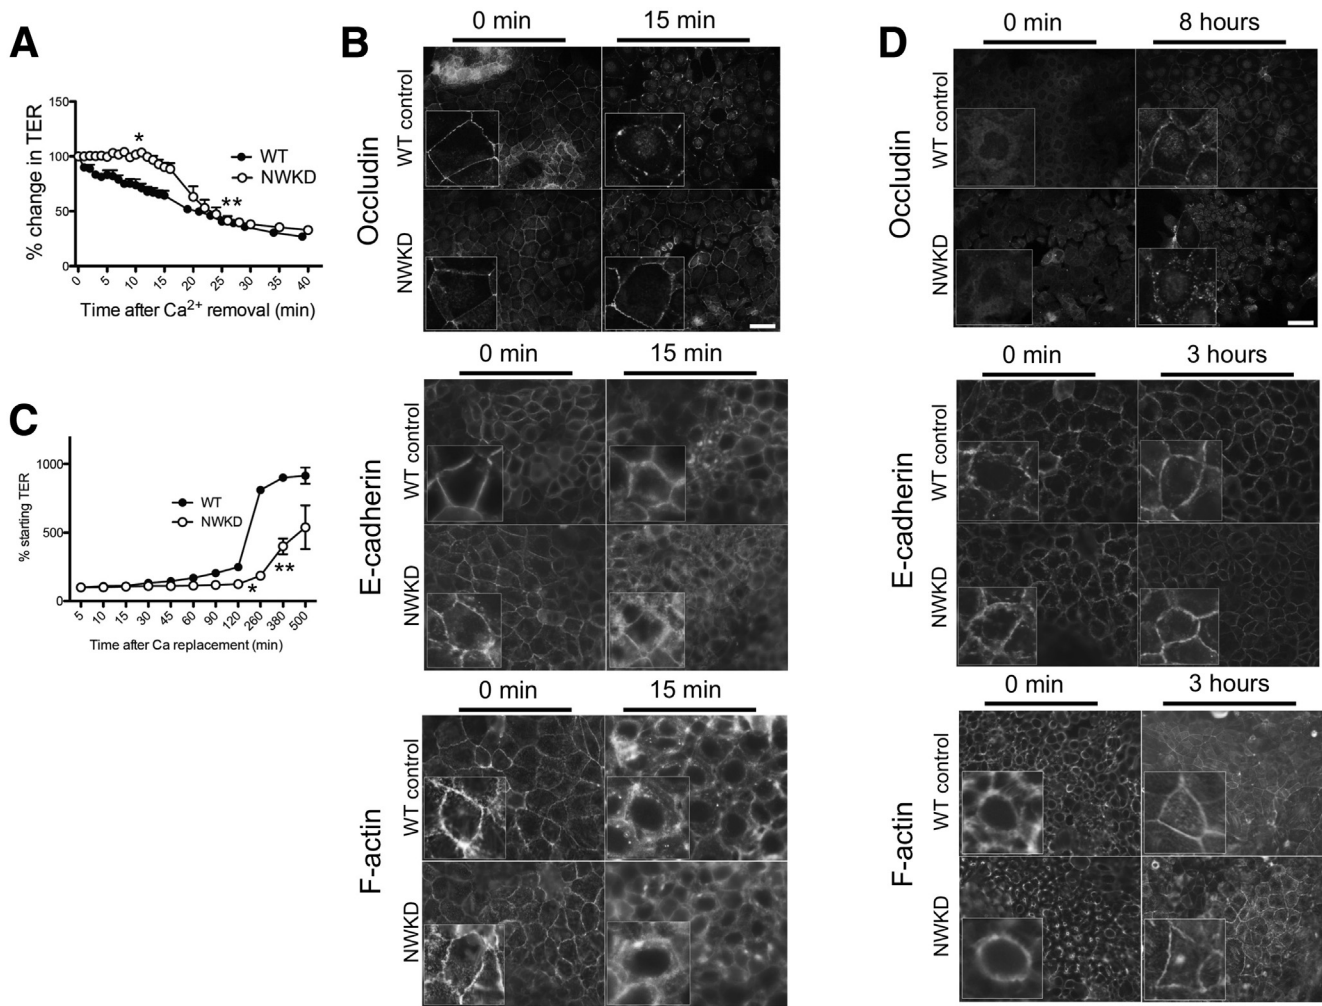 A
150
100
50
0
% change in TER
*
**
WT
NWKD
0
5
10
15
20
25
30
35
40
Time after Ca²⁺ removal (min)
B
0 min
15 min
Occludin
WT control
NWKD
0 min
15 min
E-cadherin
WT control
NWKD
0 min
15 min
F-actin
WT control
NWKD
C
1000
500
0
% starting TER
WT
NWKD
*
**
5
10
15
30
45
60
90
120
260
380
500
Time after Ca replacement (min)
D
0 min
8 hours
Occludin
WT control
NWKD
0 min
3 hours
E-cadherin
WT control
NWKD
0 min
3 hours
F-actin
WT control
NWKD